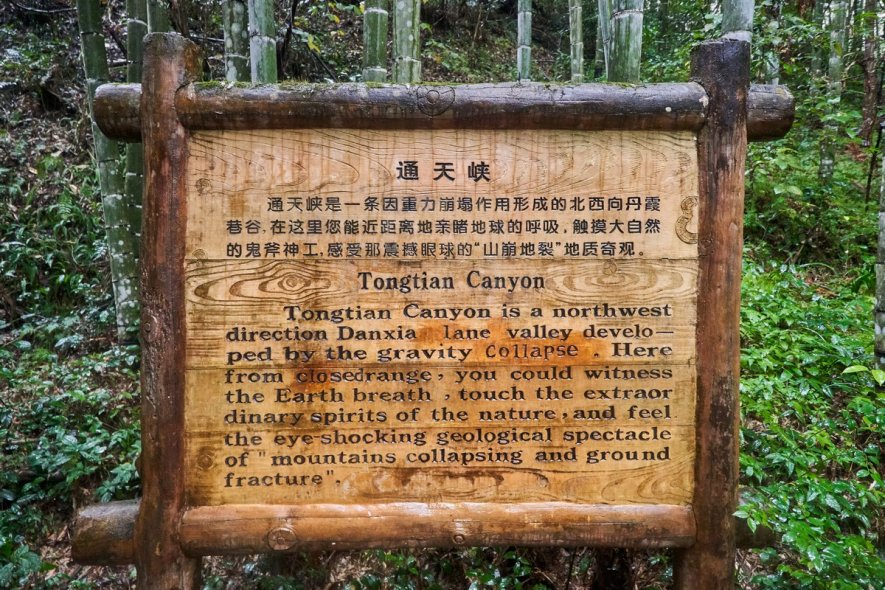 通天峡
通天峡是一条因重力崩塌作用形成的北西向丹霞
巷谷,在这里您能近距离地亲睹地球的呼吸,触摸大自然
的鬼斧神工,感受那震撼眼球的"山崩地裂"地质奇观。
Tongtian Canyon
Tongtian Canyon is a northwest
direction Danxia lane valley develo-
ped by the gravity Collapse . Here
from closedrange, you could witness
the Earth breath , touch the extraor
dinary spirits of the nature, and feel
the eye-shocking geological spectacle
of "mountains collapsing and ground
fracture".